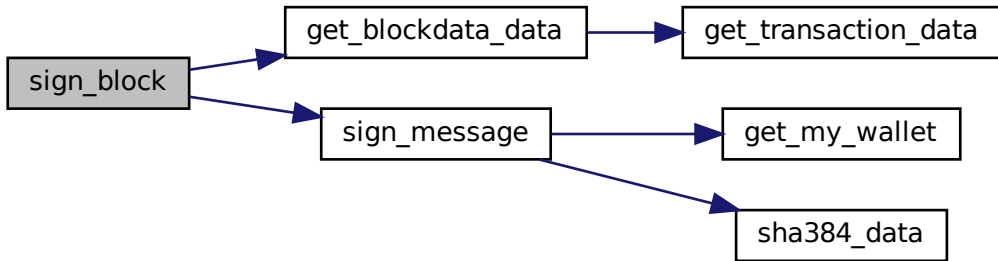 sign_block
get_blockdata_data
get_transaction_data
sign_message
get_my_wallet
sha384_data